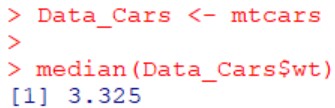 > Data_Cars <- mtcars
>
> median(Data_Cars$wt)
[1] 3.325